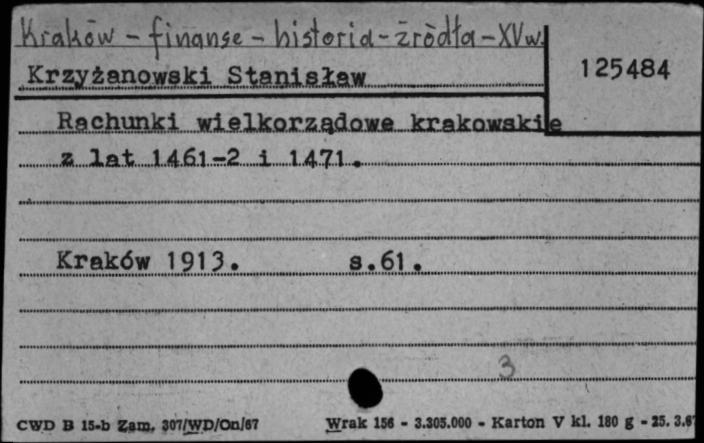 Kraków - finanse - historia - źródła - XV w.
Krzyżanowski Stanisław
125484
Rachunki wielkorządowe krakowskie
z lat 1461-2 i 1471.
Kraków 1913. s.61.
3
CWD B 15-b Zam. 307/WD/On/67 Wrak 156 - 3.305.000 - Karton V kl. 180 g - 25. 3.67